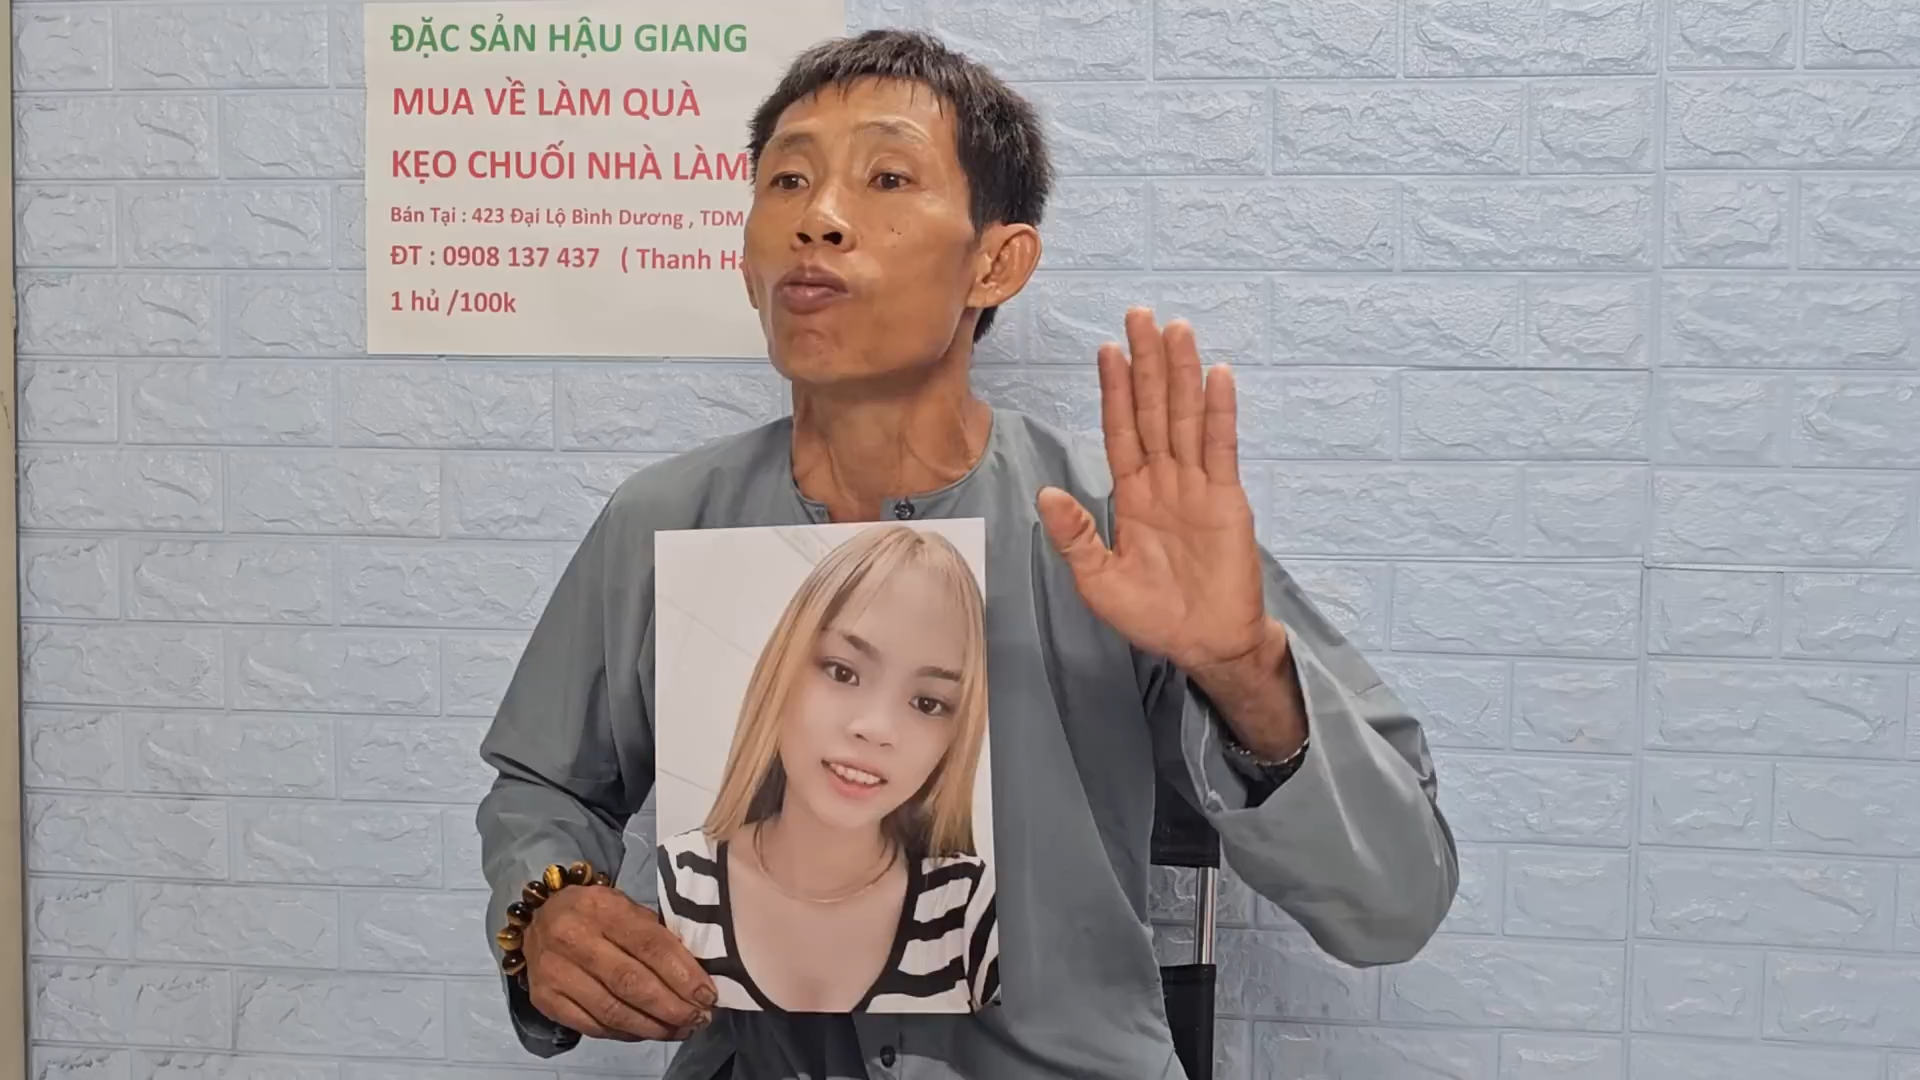 ĐẶC SẢN HẬU GIANG
MUA VỀ LÀM QUÀ
KẸO CHUỐI NHÀ LÀM
Bán Tại : 423 Đại Lộ Bình Dương , TDM
ĐT : 0908 137 437 ( Thanh
1 hủ /100k